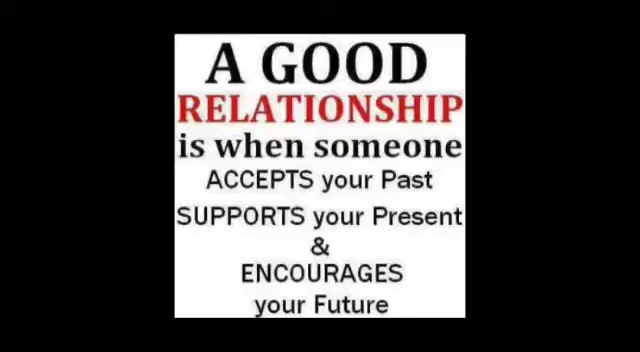 A GOOD
RELATIONSHIP
is when someone
ACCEPTS your Past
SUPPORTS your Present
&
ENCOURAGES
your Future